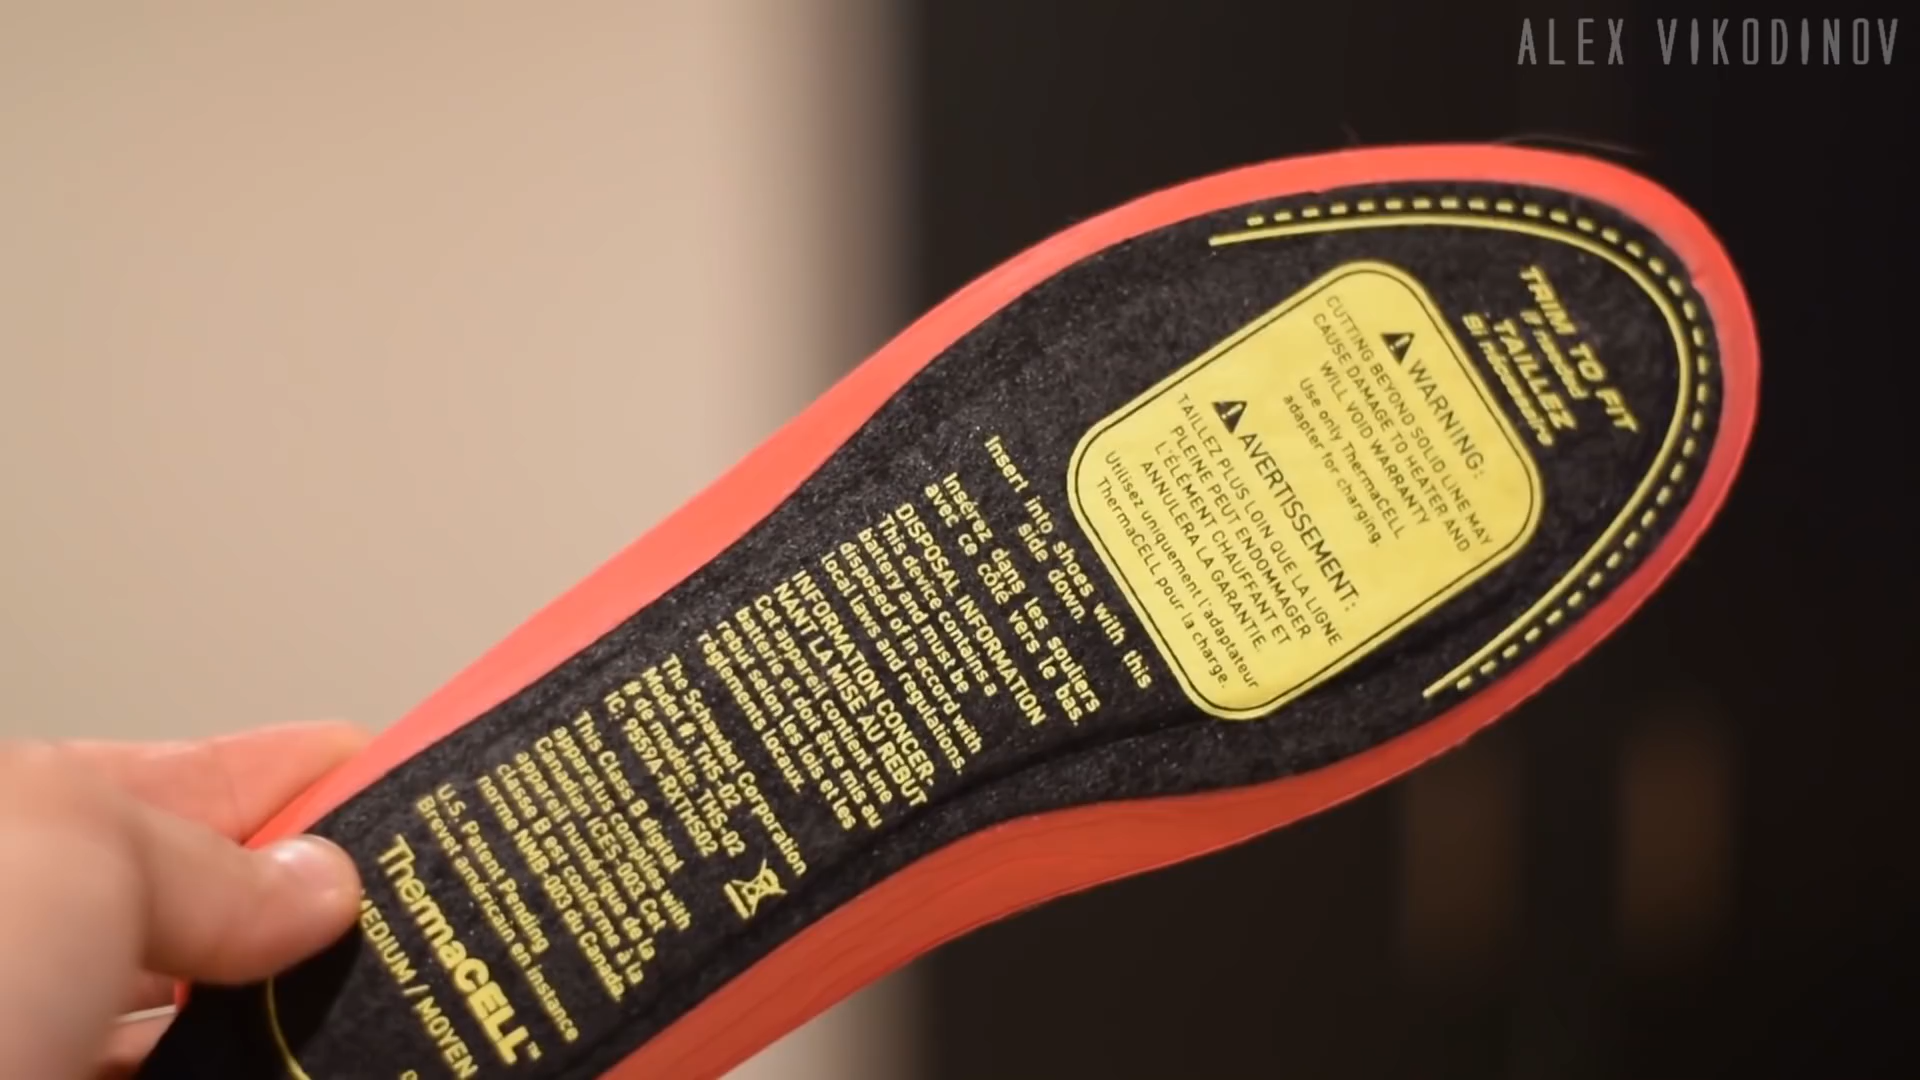 ALEX VIKODINOV
TRIM TO FIT
if needed
TAILLEZ
Si nécessaire
WARNING:
CUTTING BEYOND SOLID LINE MAY
CAUSE DAMAGE TO HEATER AND
WILL VOID WARRANTY
Use only ThermaCELL
adapter for charging.
AVERTISSEMENT:
TAILLEZ PLUS LOIN QUE LA LIGNE
PLEINE PEUT ENDOMMAGER
L'ÉLÉMENT CHAUFFANT ET
ANNULERA LA GARANTIE.
Utilisez uniquement l'adaptateur
ThermaCELL pour la charge.
Insert into shoes with this
side down.
Insérez dans les souliers
avec ce côté vers le bas.
DISPOSAL INFORMATION
This device contains a
battery and must be
disposed of in accord with
local laws and regulations.
INFORMATION CONCER-
NANT LA MISE AU REBUT
Cet appareil contient une
batterie et doit être mis au
rebut selon les lois et les
règlements locaux.
The Schawbel Corporation
Model #: THS-02
# de modèle: THS-02
IC: 9559A-RXTHS02
This Class B digital
apparatus complies with
Canadian ICES-003. Cet
appareil numérique de la
classe B est conforme à la
norme NMB-003 du Canada.
U.S. Patent Pending
Brevet américain en instance
ThermaCELL™
MEDIUM / MOYEN